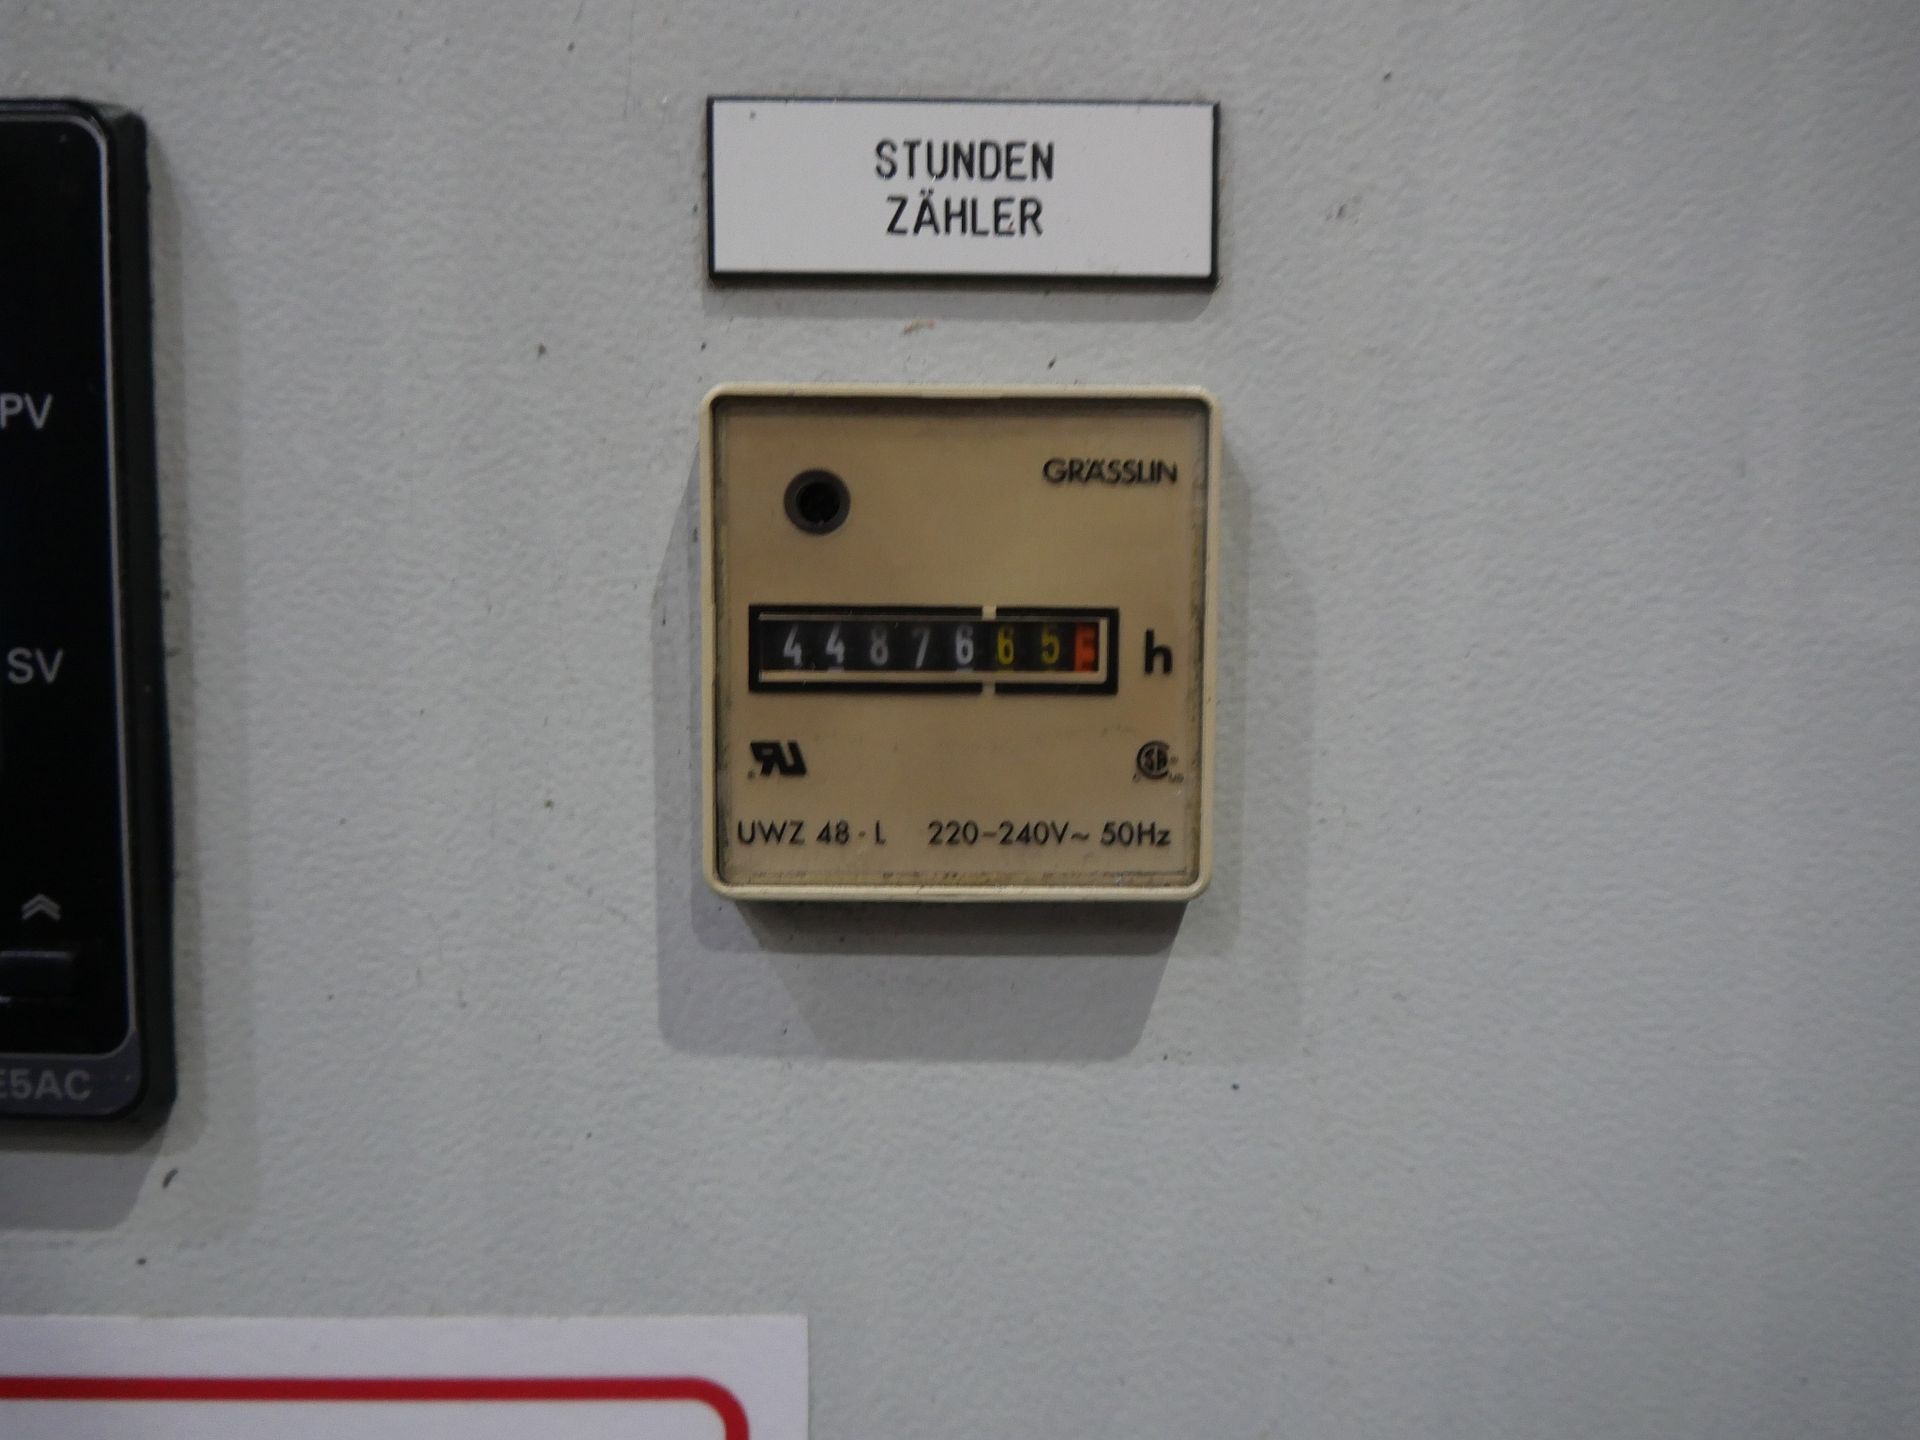 STUNDEN
ZÄHLER
PV
GRÄSSLIN
4487665 h
SV
UWZ 48 - L 220-240V~ 50Hz
E5AC